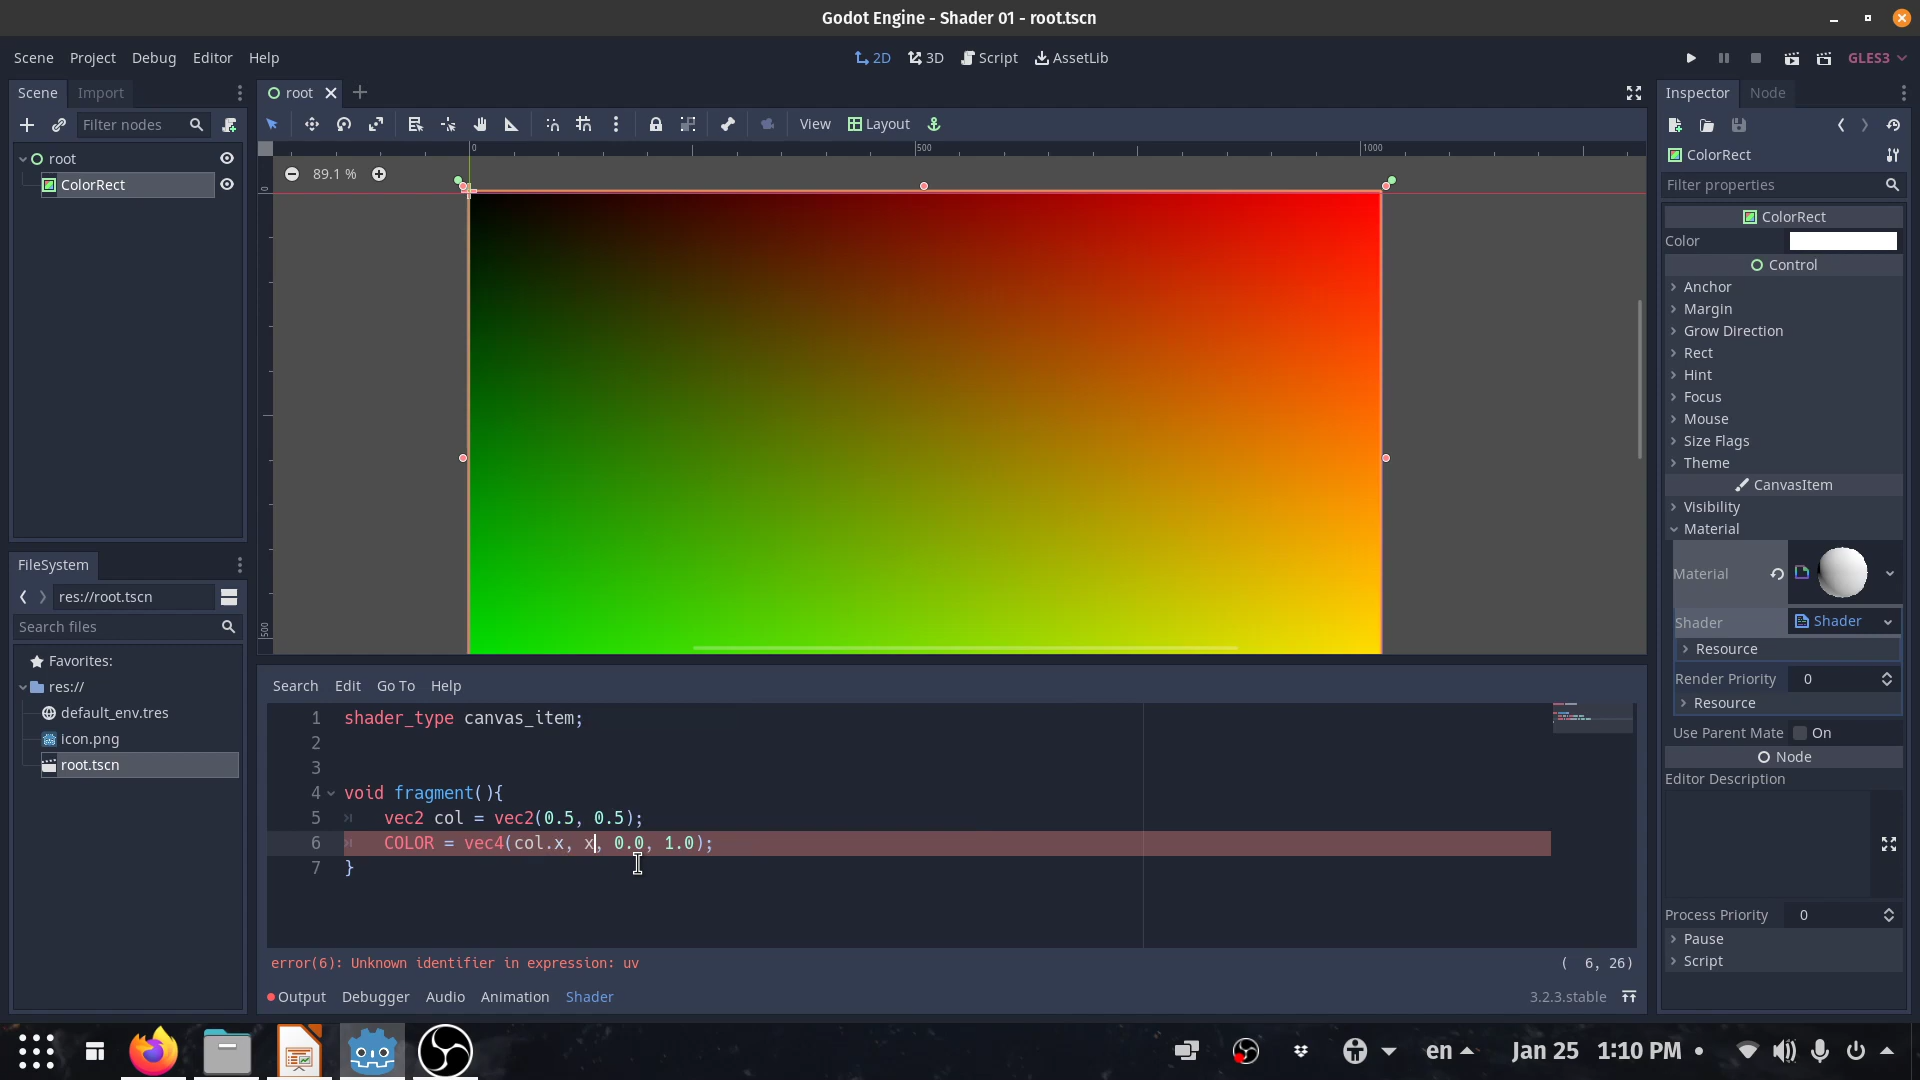 Godot Engine - Shader 01 - root.tscn
Scene Project Debug Editor Help
2D 3D Script AssetLib
GLES3
Scene Import
Filter nodes
root
ColorRect
FileSystem
res://root.tscn
Search files
Favorites:
res://
default_env.tres
icon.png
root.tscn
root
View Layout
0 500 1000
0
500
89.1 %
Search Edit Go To Help
1 shader_type canvas_item;
2
3
4 void fragment(){
5 vec2 col = vec2(0.5, 0.5);
6 COLOR = vec4(col.x, x, 0.0, 1.0);
7 }
error(6): Unknown identifier in expression: uv
( 6, 26)
Output Debugger Audio Animation Shader
3.2.3.stable
Inspector Node
ColorRect
Filter properties
ColorRect
Color
Control
Anchor
Margin
Grow Direction
Rect
Hint
Focus
Mouse
Size Flags
Theme
CanvasItem
Visibility
Material
Material
Shader Shader
Resource
Render Priority 0
Resource
Use Parent Mate On
Node
Editor Description
Process Priority 0
Pause
Script
en Jan 25 1:10 PM